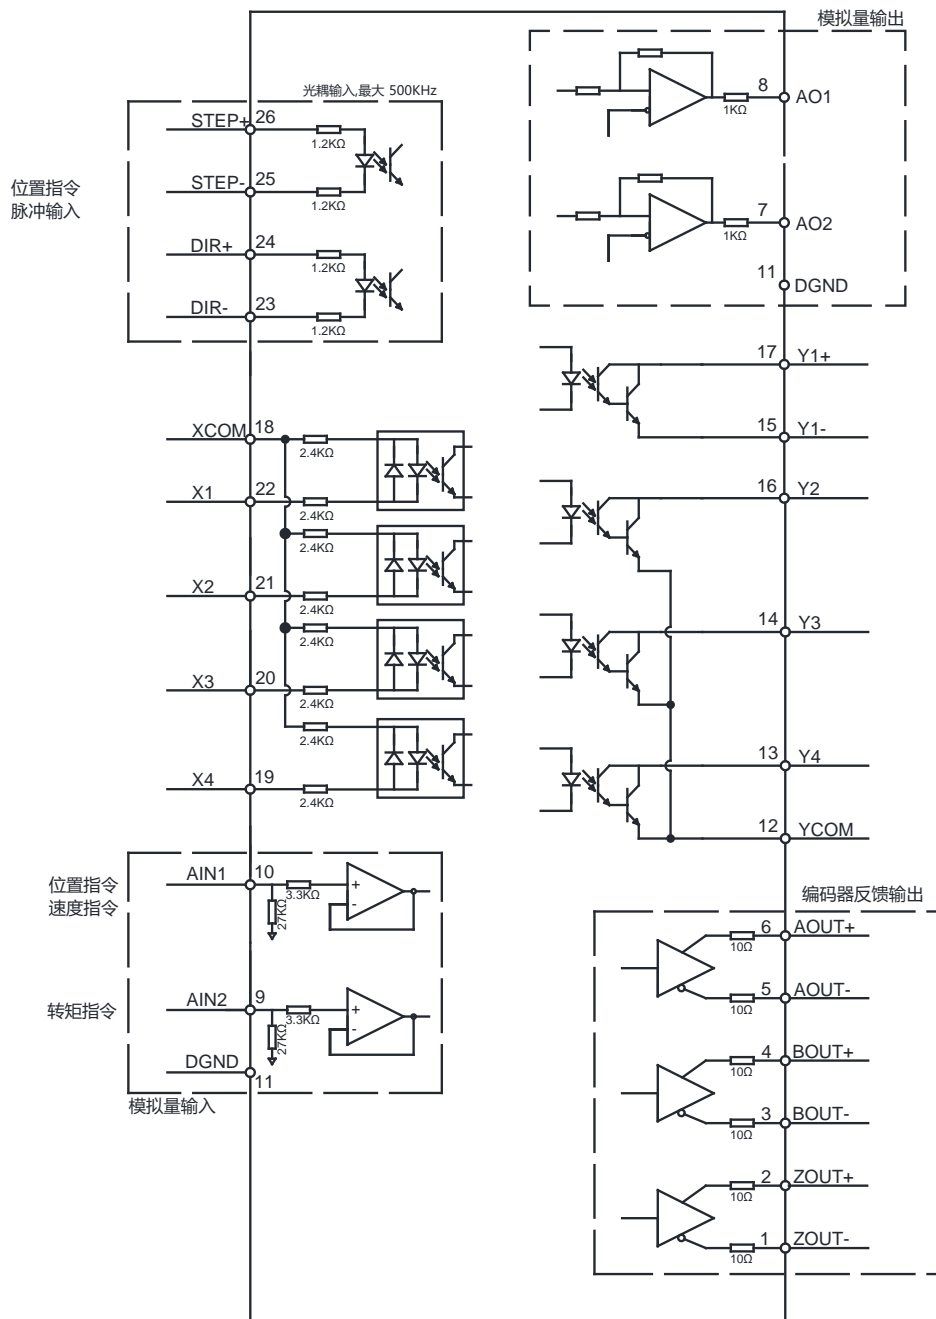 模拟量输出
光耦输入,最大 500KHz
位置指令
脉冲输入
STEP+
26
1.2KΩ
STEP-
25
1.2KΩ
DIR+
24
1.2KΩ
DIR-
23
1.2KΩ
8
AO1
1KΩ
7
AO2
1KΩ
11
DGND
17
Y1+
15
Y1-
16
Y2
14
Y3
13
Y4
12
YCOM
XCOM
18
2.4KΩ
X1
22
2.4KΩ
2.4KΩ
X2
21
2.4KΩ
2.4KΩ
X3
20
2.4KΩ
2.4KΩ
X4
19
2.4KΩ
位置指令
速度指令
AIN1
10
3.3KΩ
27KΩ
+
-
转矩指令
AIN2
9
3.3KΩ
27KΩ
+
-
DGND
11
模拟量输入
编码器反馈输出
6
AOUT+
10Ω
5
AOUT-
10Ω
4
BOUT+
10Ω
3
BOUT-
10Ω
2
ZOUT+
10Ω
1
ZOUT-
10Ω